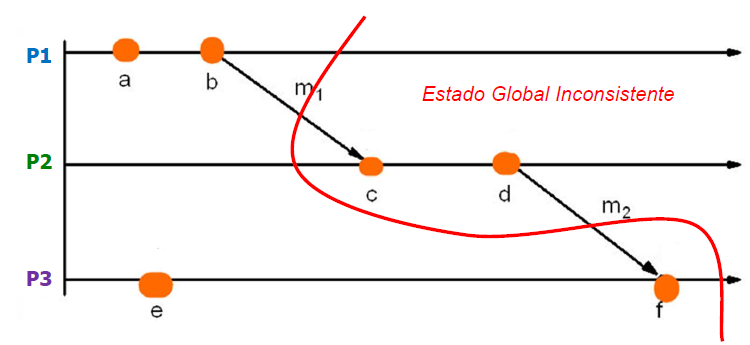 P1
a
b
m1
Estado Global Inconsistente
P2
c
d
m2
P3
e
f